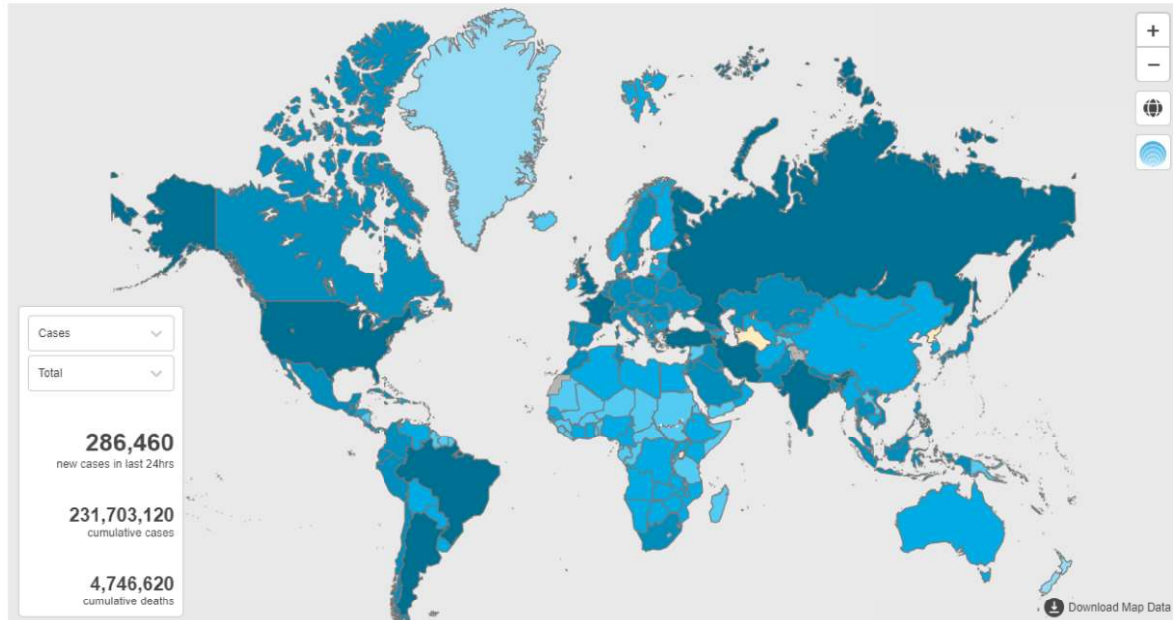 +
−
Cases
Total
286,460
new cases in last 24hrs
231,703,120
cumulative cases
4,746,620
cumulative deaths
Download Map Data